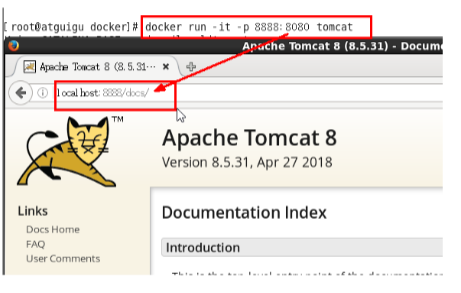 [root@atguigu docker]# docker run -it -p 8888:8080 tomcat
Apache Tomcat 8 (8.5.31) - Docume
Apache Tomcat 8 (8.5.31-···
localhost:8888/docs/
TM
Apache Tomcat 8
Version 8.5.31, Apr 27 2018
Links
Docs Home
FAQ
User Comments
Documentation Index
Introduction